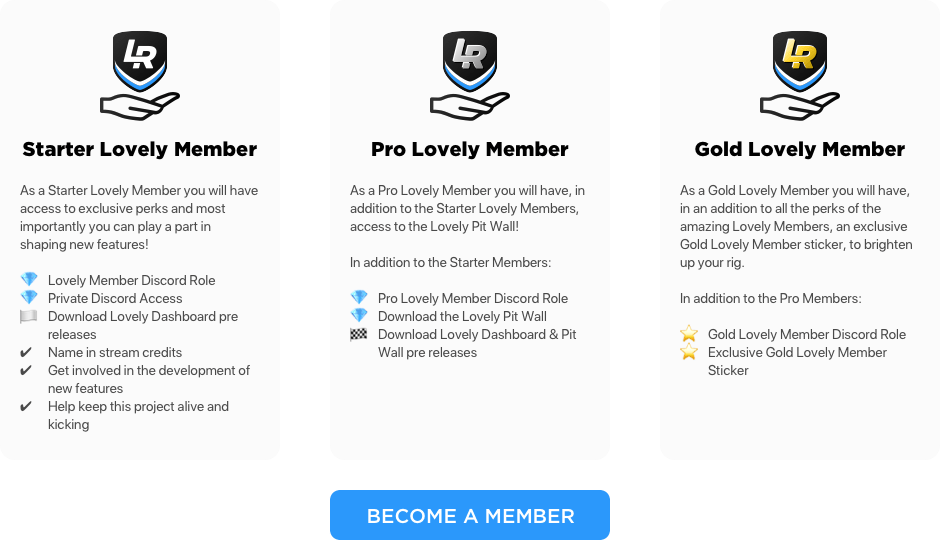 LR
Starter Lovely Member
As a Starter Lovely Member you will have
access to exclusive perks and most
importantly you can play a part in
shaping new features!
Lovely Member Discord Role
Private Discord Access
Download Lovely Dashboard pre
releases
Name in stream credits
Get involved in the development of
new features
Help keep this project alive and
kicking
LR
Pro Lovely Member
As a Pro Lovely Member you will have, in
addition to the Starter Lovely Members,
access to the Lovely Pit Wall!
In addition to the Starter Members:
Pro Lovely Member Discord Role
Download the Lovely Pit Wall
Download Lovely Dashboard & Pit
Wall pre releases
LR
Gold Lovely Member
As a Gold Lovely Member you will have,
in an addition to all the perks of the
amazing Lovely Members, an exclusive
Gold Lovely Member sticker, to brighten
up your rig.
In addition to the Pro Members:
Gold Lovely Member Discord Role
Exclusive Gold Lovely Member
Sticker
BECOME A MEMBER